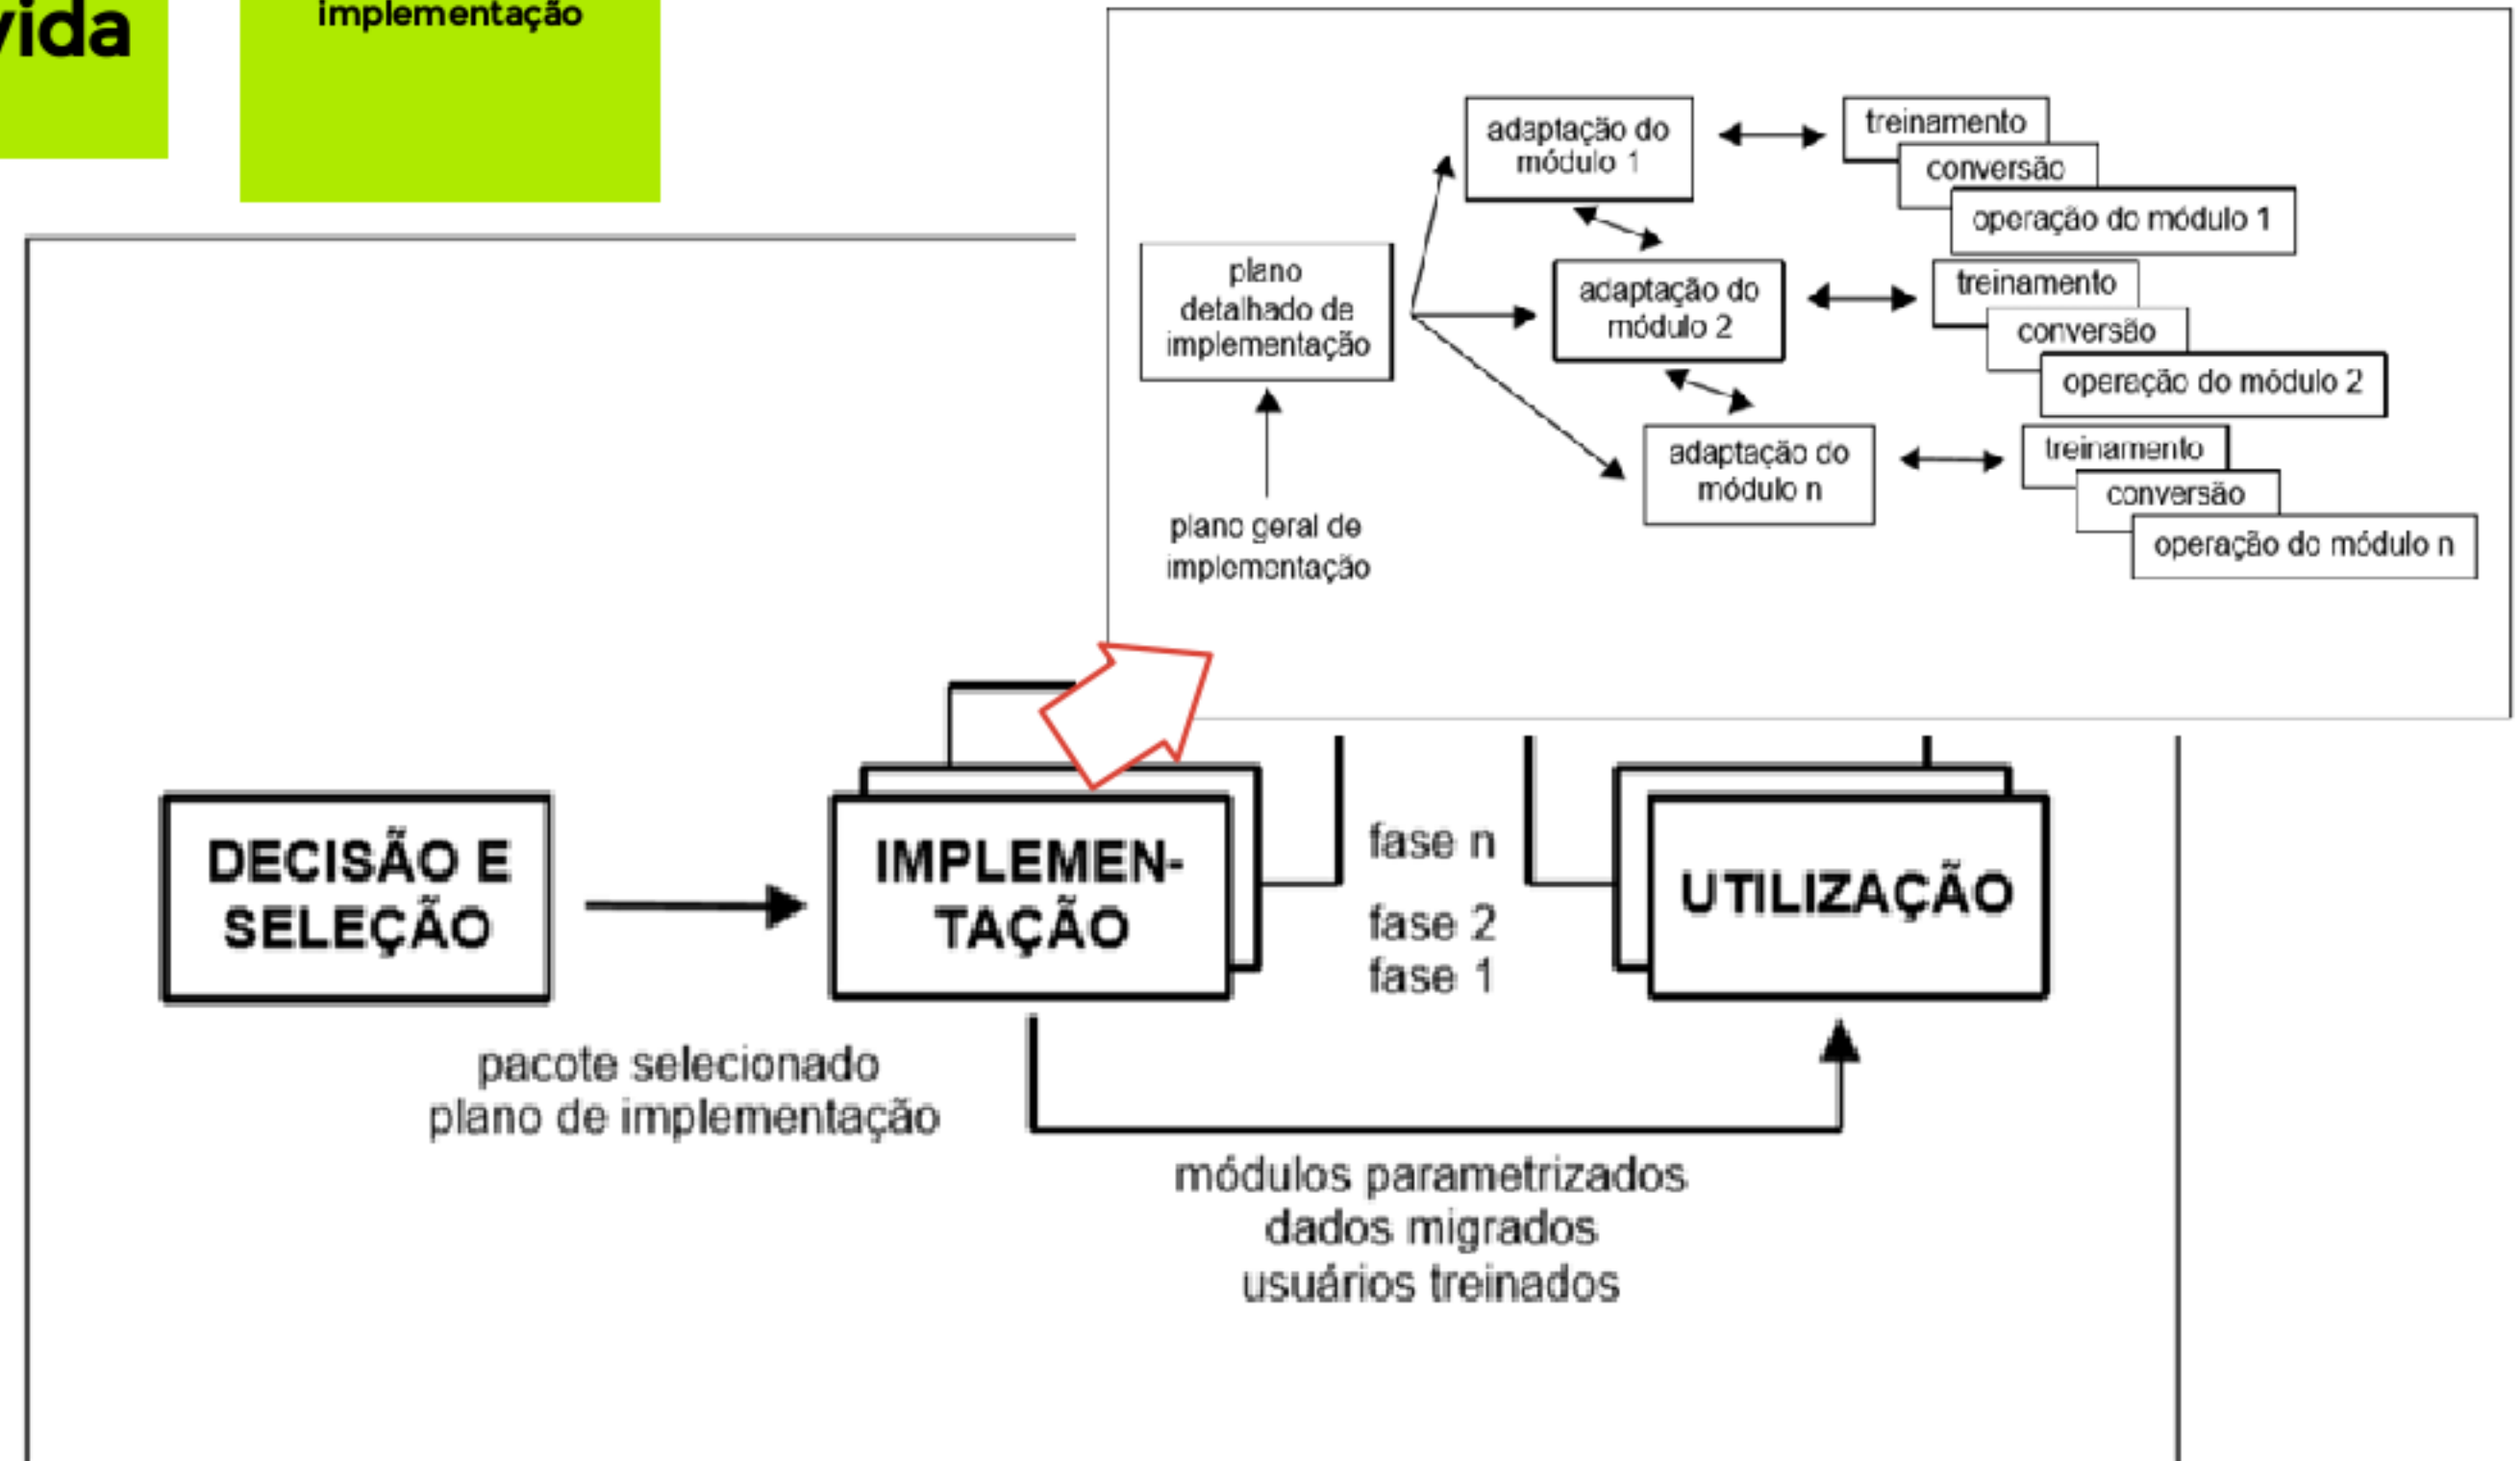 vida
implementação
adaptação do
módulo 1
treinamento
conversão
operação do módulo 1
plano
detalhado de
implementação
adaptação do
módulo 2
treinamento
conversão
operação do módulo 2
adaptação do
módulo n
treinamento
conversão
operação do módulo n
plano geral de
implementação
DECISÃO E
SELEÇÃO
IMPLEMEN-
TAÇÃO
fase n
fase 2
fase 1
UTILIZAÇÃO
pacote selecionado
plano de implementação
módulos parametrizados
dados migrados
usuários treinados